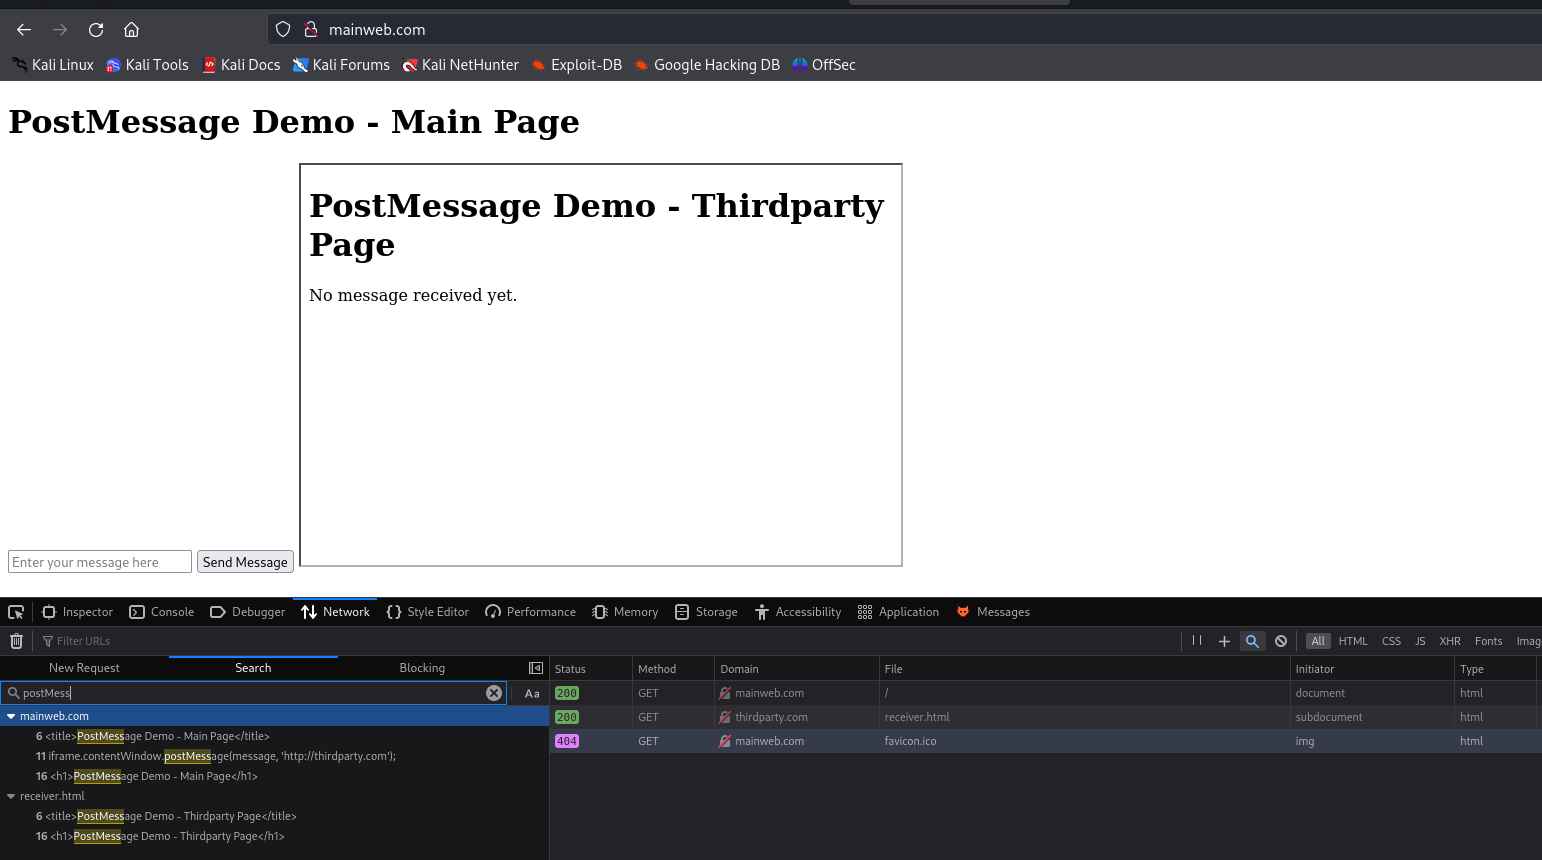 mainweb.com
Kali Linux Kali Tools Kali Docs Kali Forums Kali NetHunter Exploit-DB Google Hacking DB OffSec
PostMessage Demo - Main Page
PostMessage Demo - Thirdparty
Page
No message received yet.
Enter your message here Send Message
Inspector Console Debugger Network Style Editor Performance Memory Storage Accessibility Application Messages
Filter URLs All HTML CSS JS XHR Fonts Imag
New Request Search Blocking Status Method Domain File Initiator Type
postMess Aa
200 GET mainweb.com / document html
mainweb.com
200 GET thirdparty.com receiver.html subdocument html
6 <title>PostMessage Demo - Main Page</title>
404 GET mainweb.com favicon.ico img html
11 iframe.contentWindow.postMessage(message, 'http://thirdparty.com');
16 <h1>PostMessage Demo - Main Page</h1>
receiver.html
6 <title>PostMessage Demo - Thirdparty Page</title>
16 <h1>PostMessage Demo - Thirdparty Page</h1>